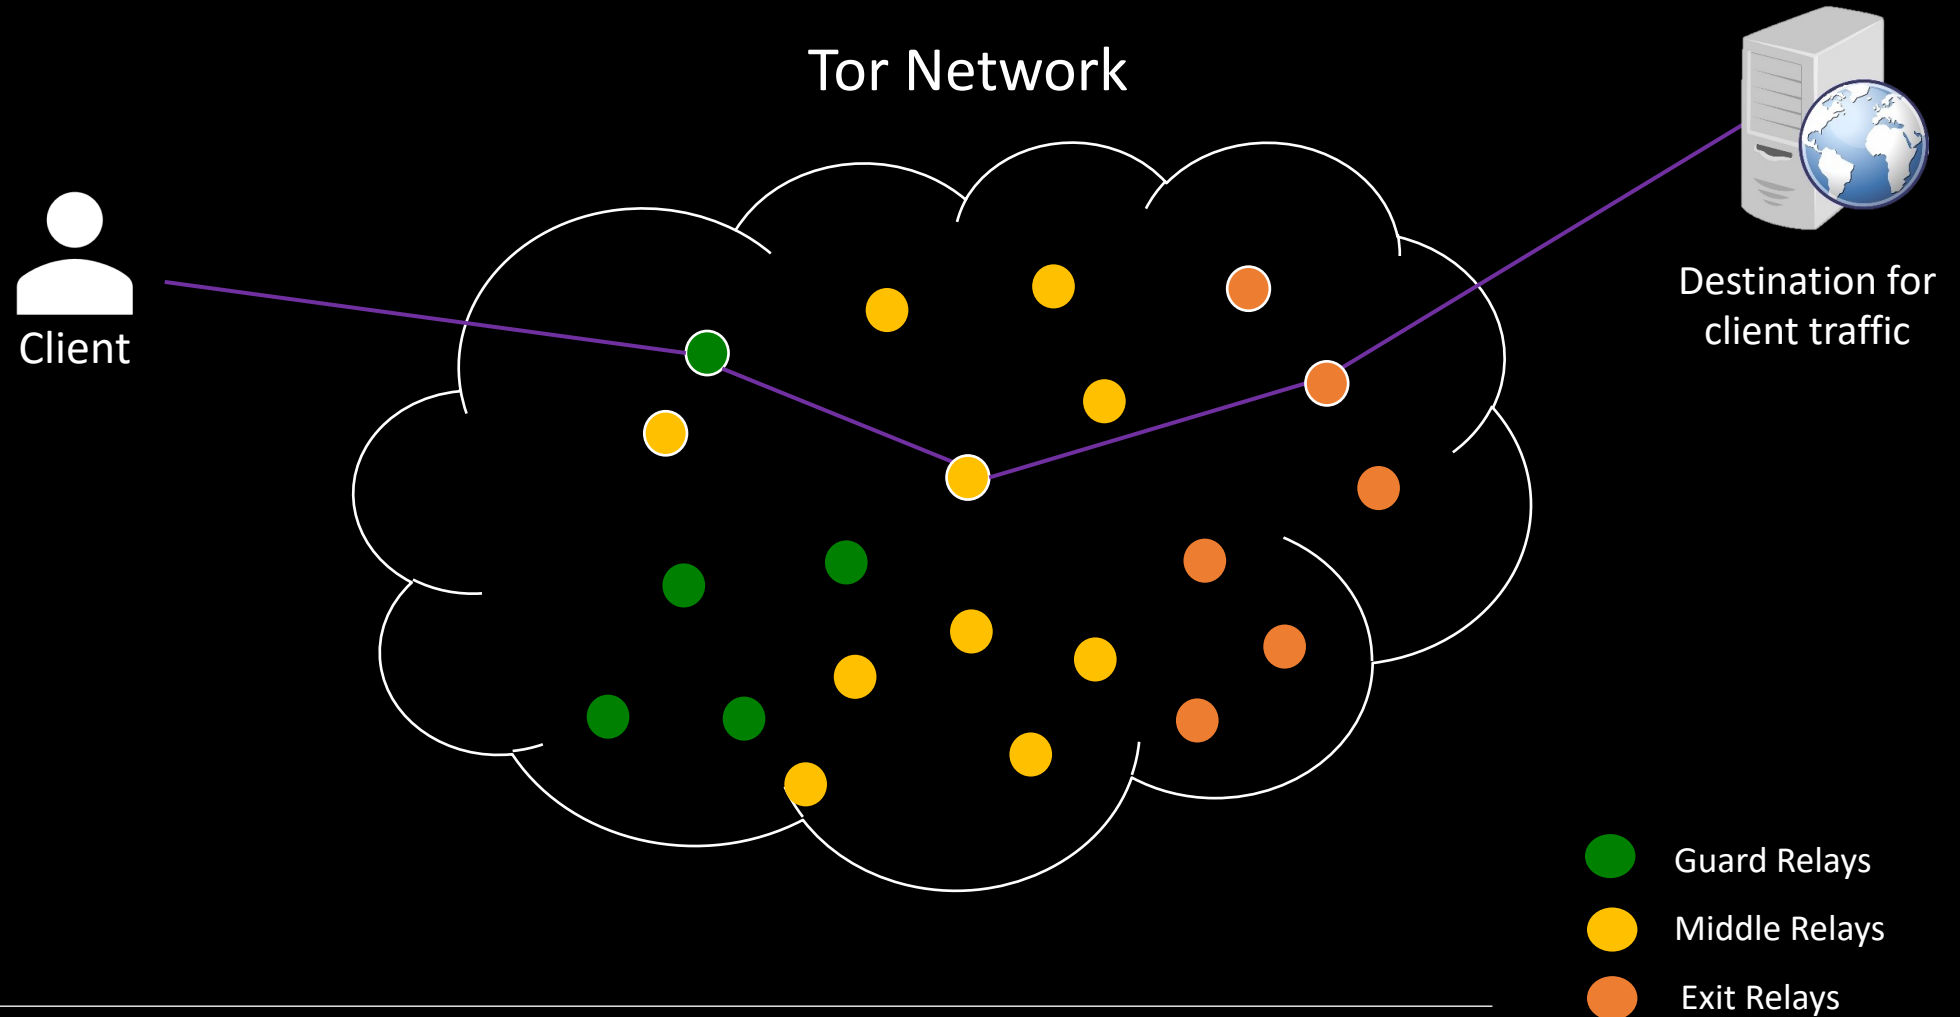 Tor Network
Client
Destination for
client traffic
Guard Relays
Middle Relays
Exit Relays